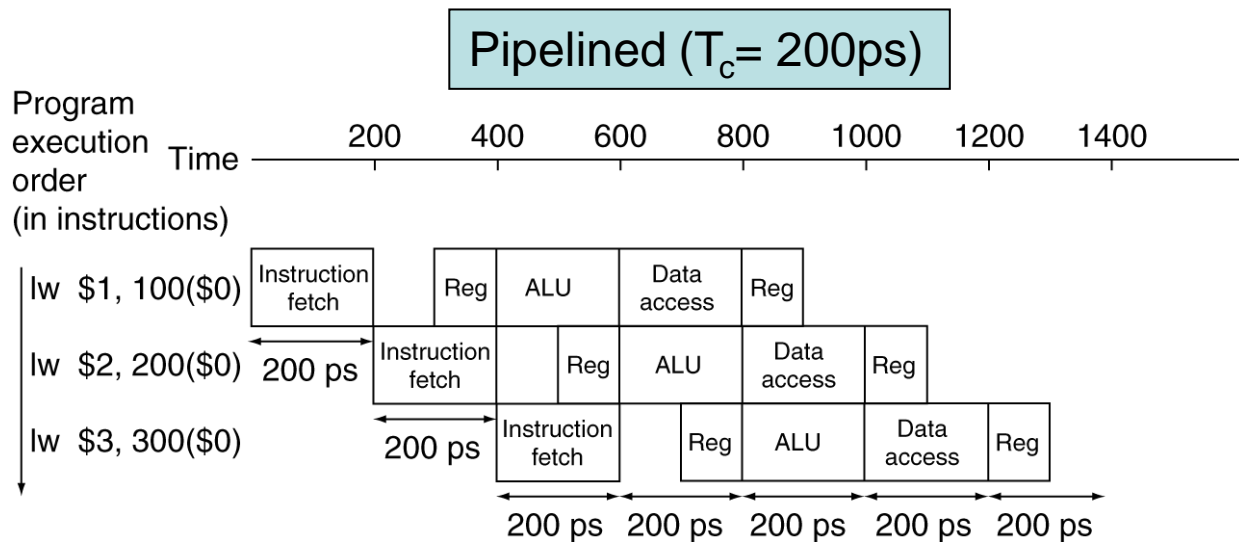 Pipelined (Tc= 200ps)
Program
execution
order
(in instructions)
Time
200 400 600 800 1000 1200 1400
lw $1, 100($0)
Instruction
fetch
Reg
ALU
Data
access
Reg
200 ps
lw $2, 200($0)
Instruction
fetch
Reg
ALU
Data
access
Reg
200 ps
lw $3, 300($0)
Instruction
fetch
Reg
ALU
Data
access
Reg
200 ps 200 ps 200 ps 200 ps 200 ps